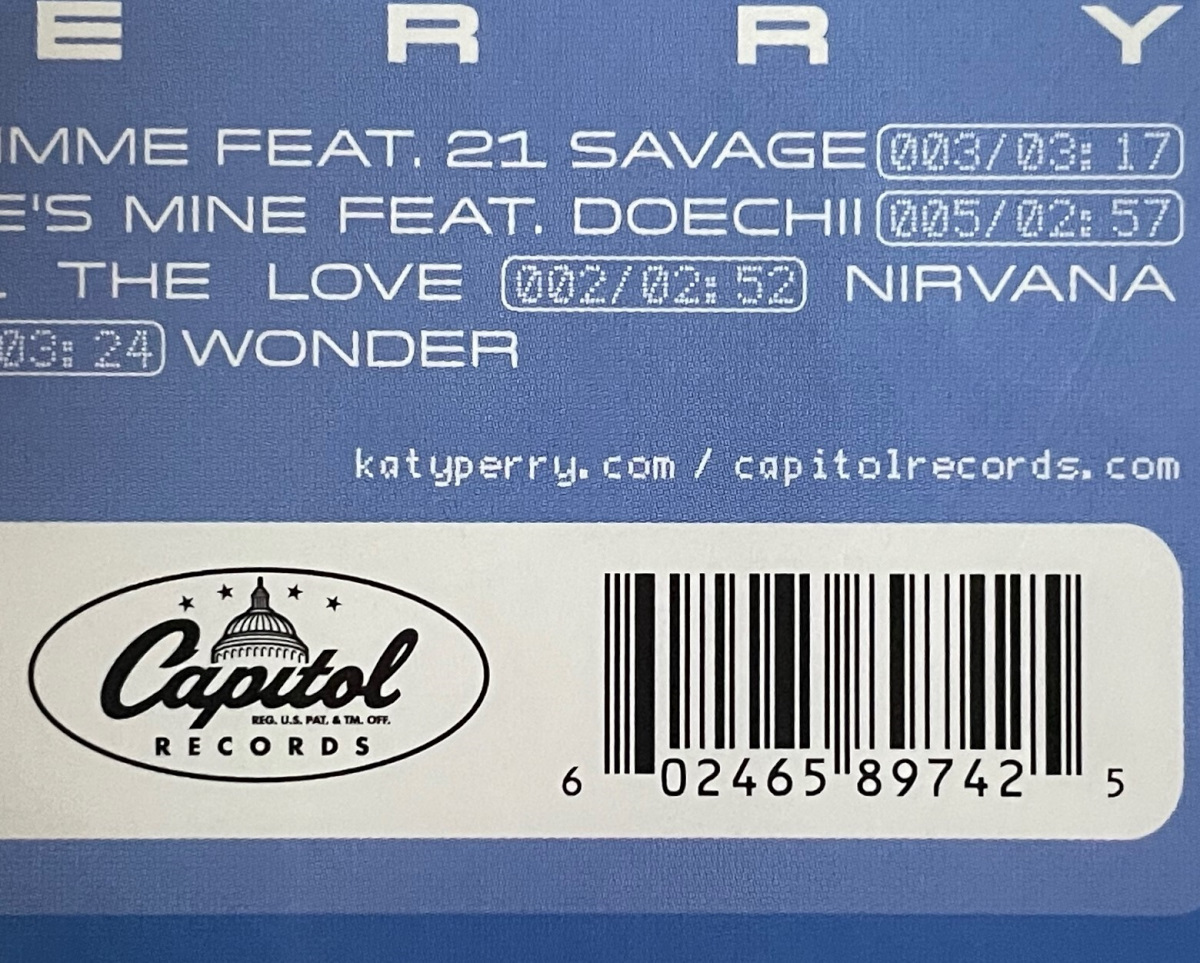 E R R Y
IMME FEAT. 21 SAVAGE 003/03:17
E'S MINE FEAT. DOECHII 005/02:57
THE LOVE 002/02:52 NIRVANA
03:24 WONDER
katyperry.com / capitolrecords.com
Capitol
REG. U.S. PAT. & TM. OFF.
RECORDS
6 02465 89742 5